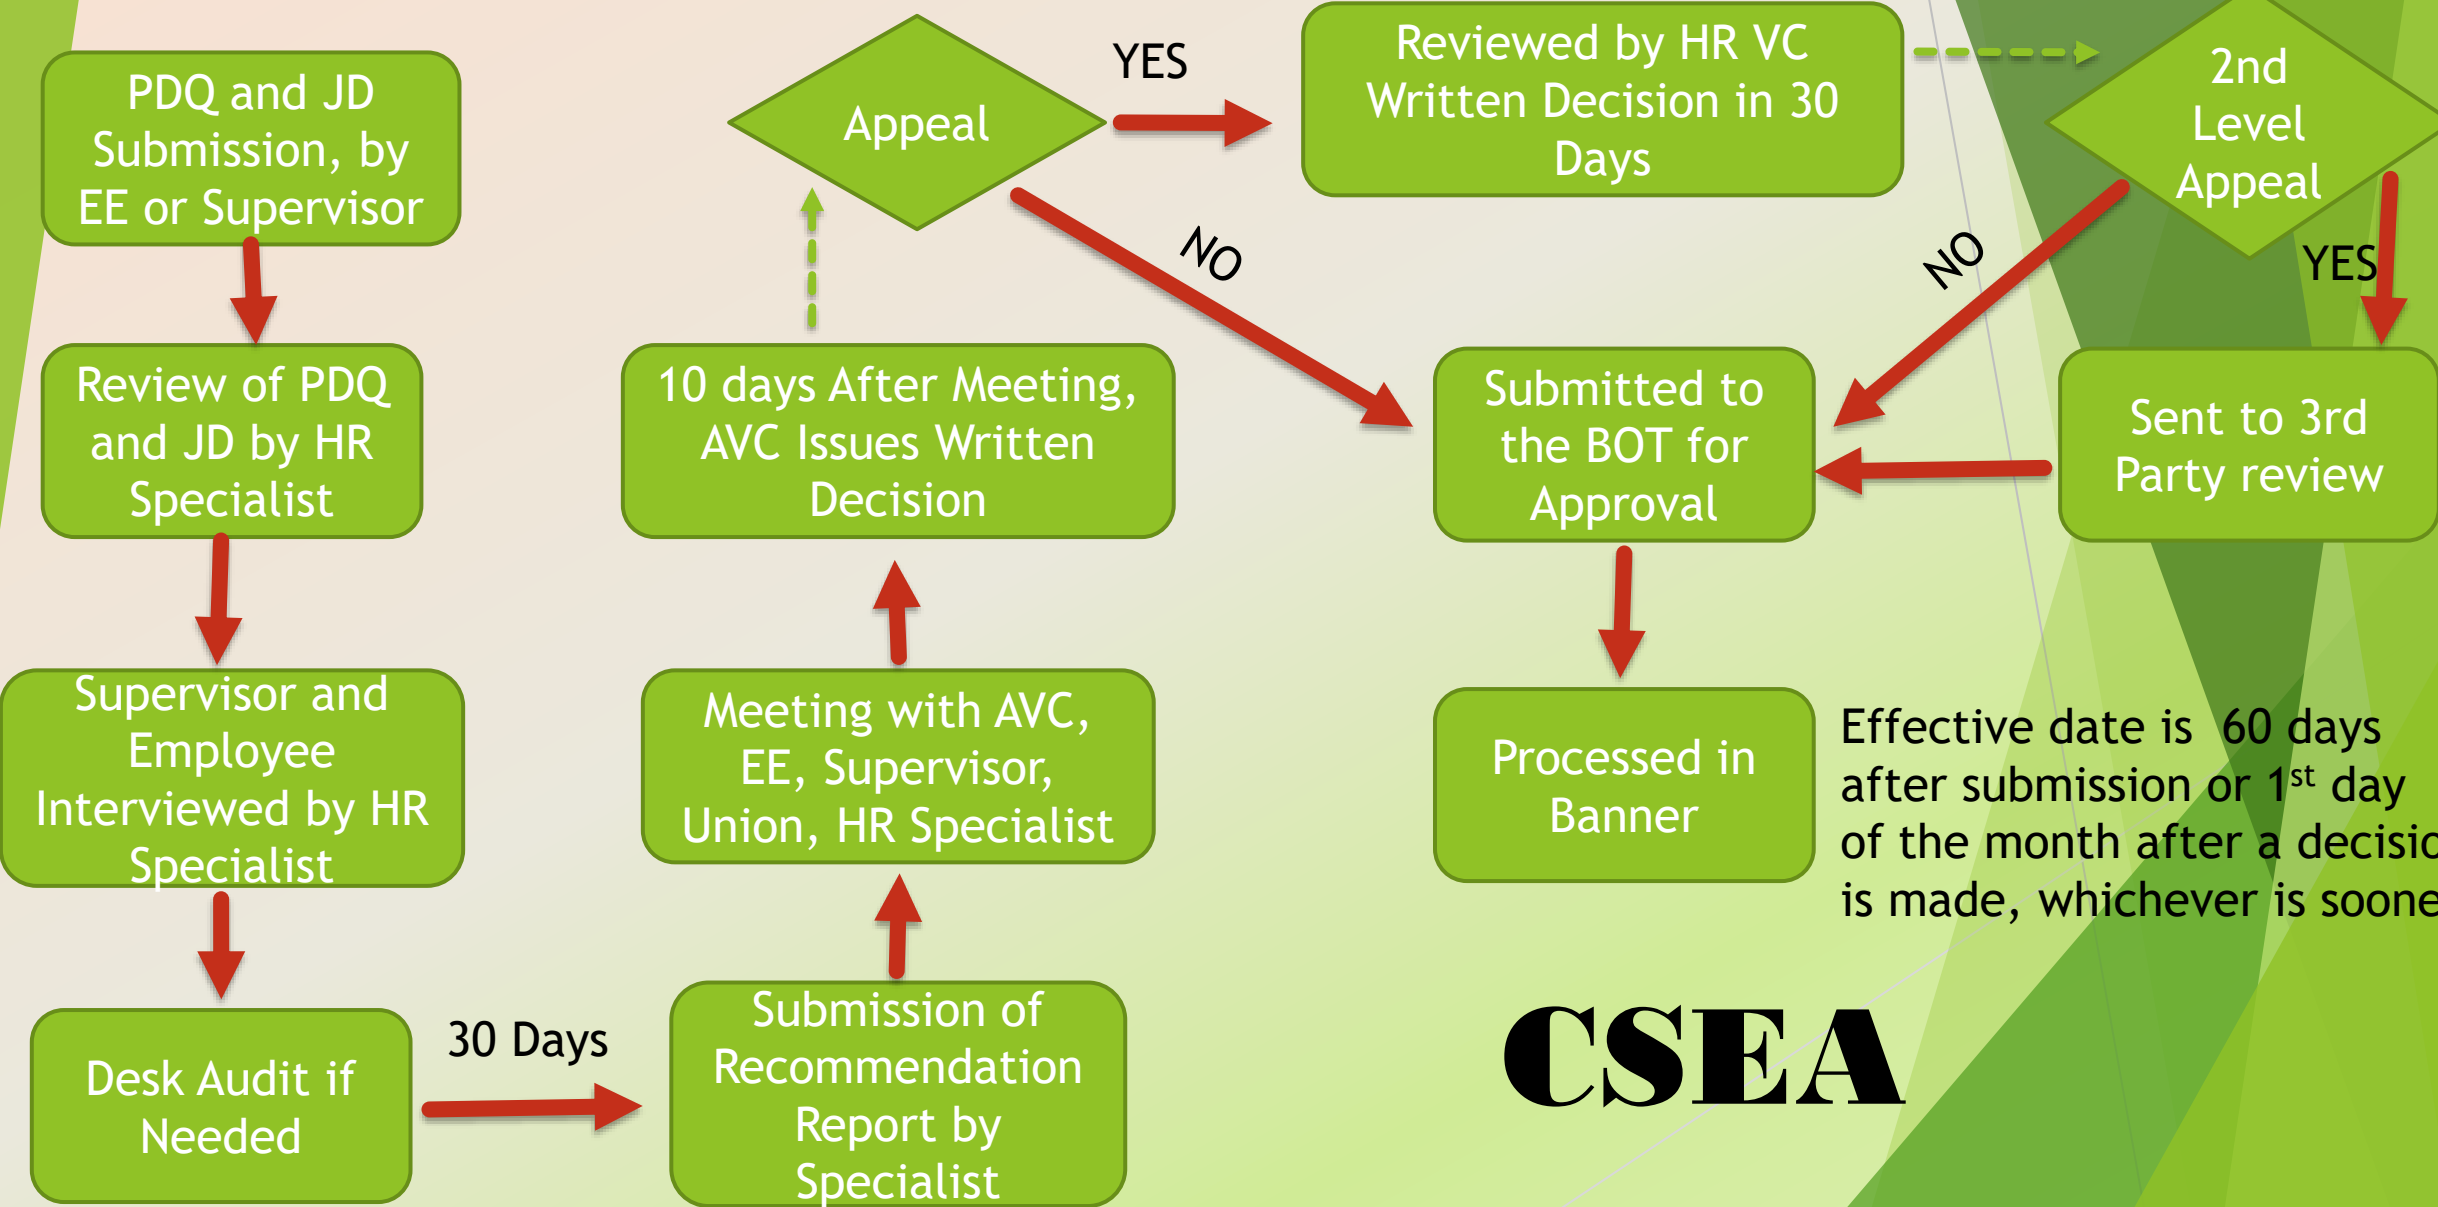 PDQ and JD
Submission, by
EE or Supervisor
Review of PDQ
and JD by HR
Specialist
Supervisor and
Employee
Interviewed by HR
Specialist
Desk Audit if
Needed
30 Days
Submission of
Recommendation
Report by
Specialist
Meeting with AVC,
EE, Supervisor,
Union, HR Specialist
10 days After Meeting,
AVC Issues Written
Decision
Appeal
YES
NO
Reviewed by HR VC
Written Decision in 30
Days
2nd
Level
Appeal
NO
YES
Sent to 3rd
Party review
Submitted to
the BOT for
Approval
Processed in
Banner
Effective date is 60 days
after submission or 1st day
of the month after a decisio
is made, whichever is soone
CSEA